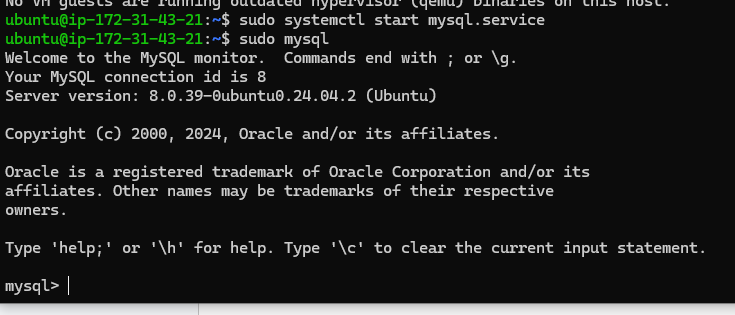 No VM guests are running outdated hypervisor (qemu) binaries on this host.
ubuntu@ip-172-31-43-21:~$ sudo systemctl start mysql.service
ubuntu@ip-172-31-43-21:~$ sudo mysql
Welcome to the MySQL monitor.  Commands end with ; or \g.
Your MySQL connection id is 8
Server version: 8.0.39-0ubuntu0.24.04.2 (Ubuntu)
Copyright (c) 2000, 2024, Oracle and/or its affiliates.
Oracle is a registered trademark of Oracle Corporation and/or its
affiliates. Other names may be trademarks of their respective
owners.
Type 'help;' or '\h' for help. Type '\c' to clear the current input statement.
mysql>